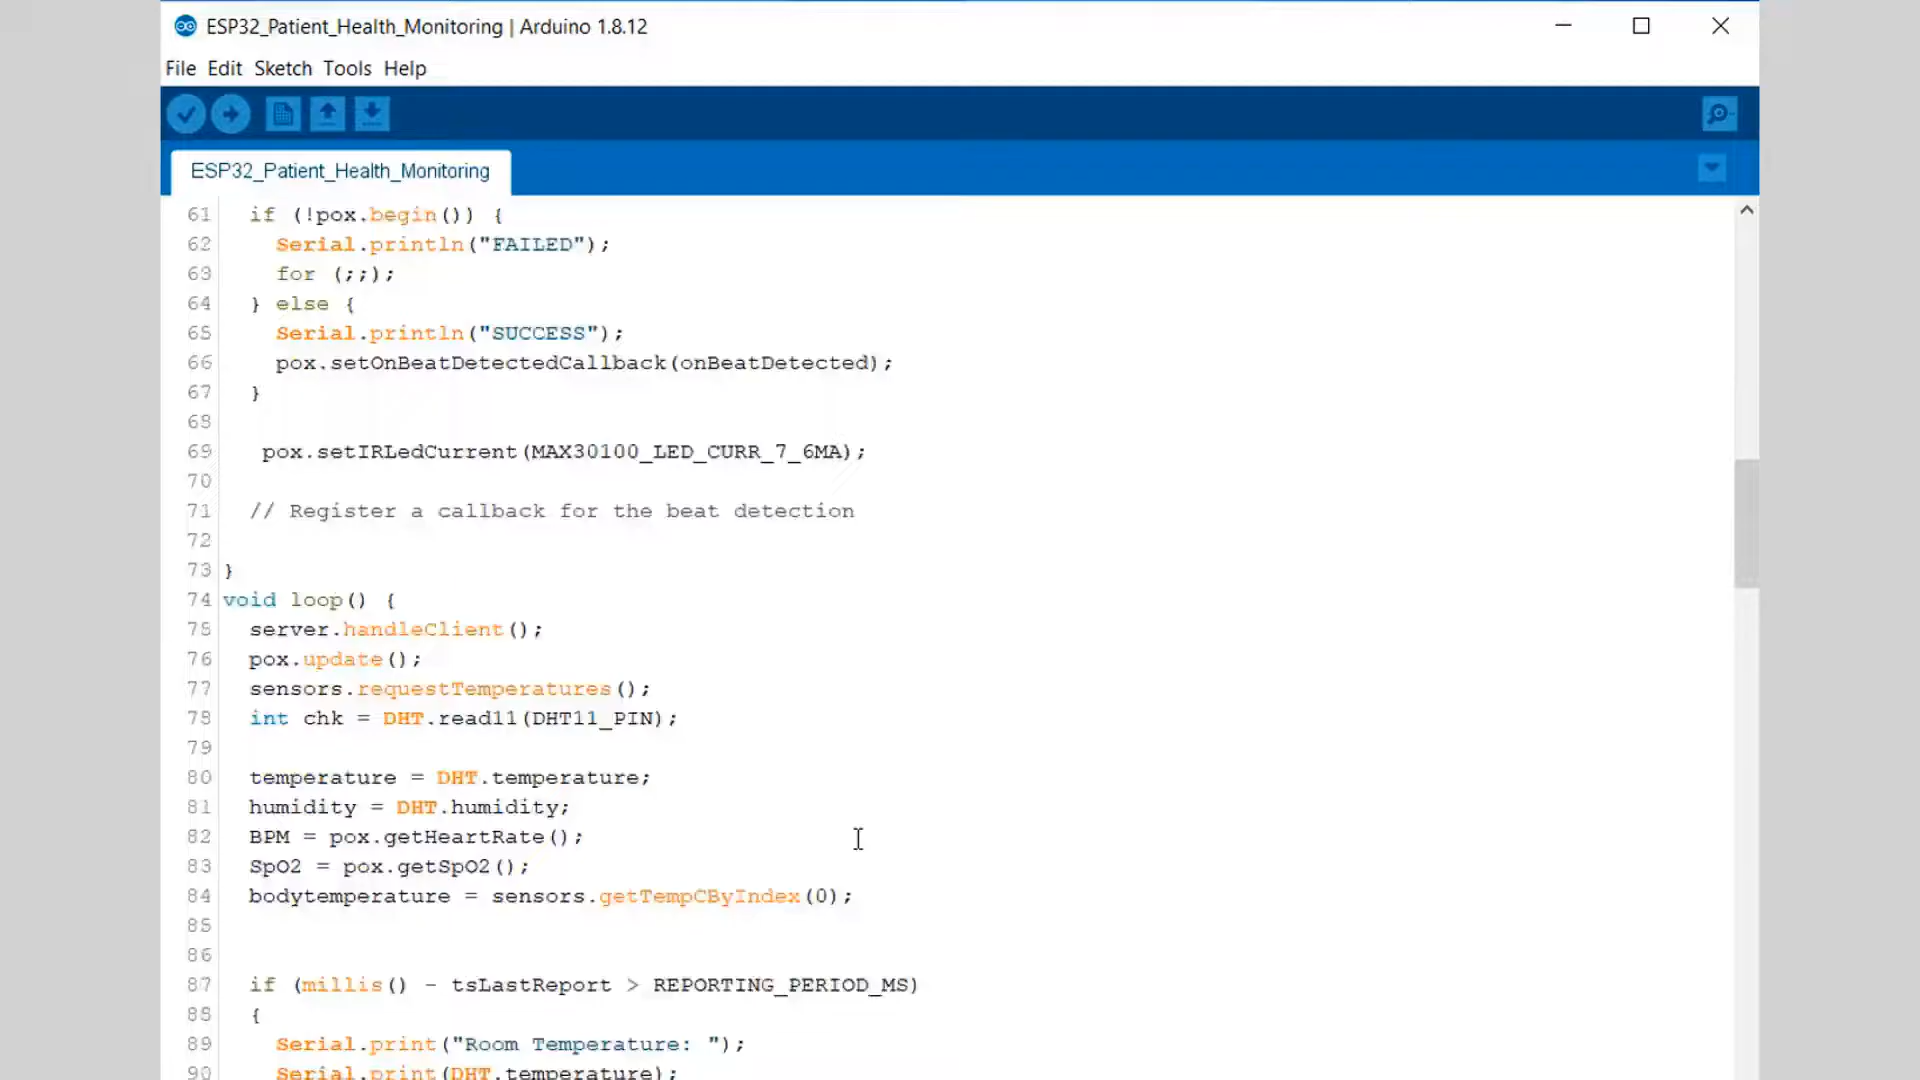 ESP32_Patient_Health_Monitoring | Arduino 1.8.12
File Edit Sketch Tools Help
ESP32_Patient_Health_Monitoring
61 if (!pox.begin()) {
62 Serial.println("FAILED");
63 for (;;);
64 } else {
65 Serial.println("SUCCESS");
66 pox.setOnBeatDetectedCallback(onBeatDetected);
67 }
68
69 pox.setIRLedCurrent(MAX30100_LED_CURR_7_6MA);
70
71 // Register a callback for the beat detection
72
73 }
74 void loop() {
75 server.handleClient();
76 pox.update();
77 sensors.requestTemperatures();
78 int chk = DHT.read11(DHT11_PIN);
79
80 temperature = DHT.temperature;
81 humidity = DHT.humidity;
82 BPM = pox.getHeartRate();
83 SpO2 = pox.getSpO2();
84 bodytemperature = sensors.getTempCByIndex(0);
85
86
87 if (millis() - tsLastReport > REPORTING_PERIOD_MS)
88 {
89 Serial.print("Room Temperature: ");
90 Serial.print(DHT.temperature);